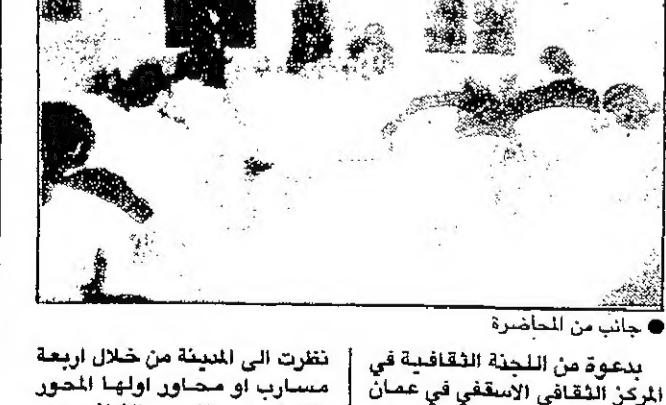 ● جانب من المحاضرة
بدعوة من اللجنة الثقافية في
المركز الثقافي الاسقفي في عمان
نظرت الى المدينة من خلال اربعة
مسارب او محاور اولها المحور